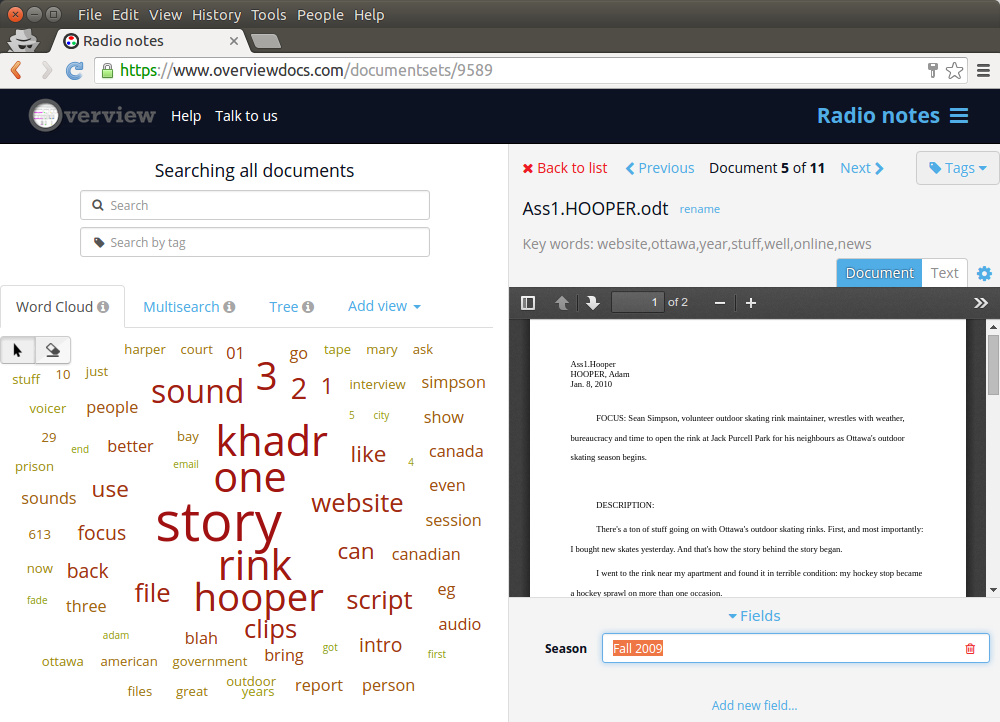 File Edit View History Tools People Help
Radio notes
https://www.overviewdocs.com/documentsets/9589
verview Help Talk to us Radio notes
Searching all documents
Search
Search by tag
Word Cloud Multisearch Tree Add view
harper court 01 go tape mary ask
stuff 10 just sound 3 2 1 interview simpson
voicer people 5 city show
29 end better bay khadr like 4 canada
prison email one even
sounds use website session
613 focus story can canadian
now back rink eg
fade three file hooper script audio
adam blah clips intro first
ottawa american government bring got
files great outdoor years report person
Back to list Previous Document 5 of 11 Next Tags
Ass1.HOOPER.odt rename
Key words: website,ottawa,year,stuff,well,online,news
Document Text
1 of 2
Ass1.Hooper
HOOPER, Adam
Jan. 8, 2010
FOCUS: Sean Simpson, volunteer outdoor skating rink maintainer, wrestles with weather,
bureaucracy and time to open the rink at Jack Purcell Park for his neighbours as Ottawa's outdoor
skating season begins.
DESCRIPTION:
There's a ton of stuff going on with Ottawa's outdoor skating rinks. First, and most importantly:
I bought new skates yesterday. And that's how the story behind the story began.
I went to the rink near my apartment and found it in terrible condition: my hockey stop became
a hockey sprawl on more than one occasion.
Fields
Season Fall 2009
Add new field...